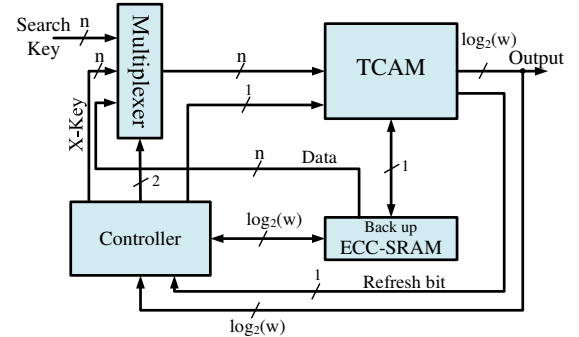 Search
Key
n
n
X-Key
Multiplexer
n
1
TCAM
log₂(w)
Output
n
Data
2
1
Controller
log₂(w)
Back up
ECC-SRAM
1
Refresh bit
log₂(w)